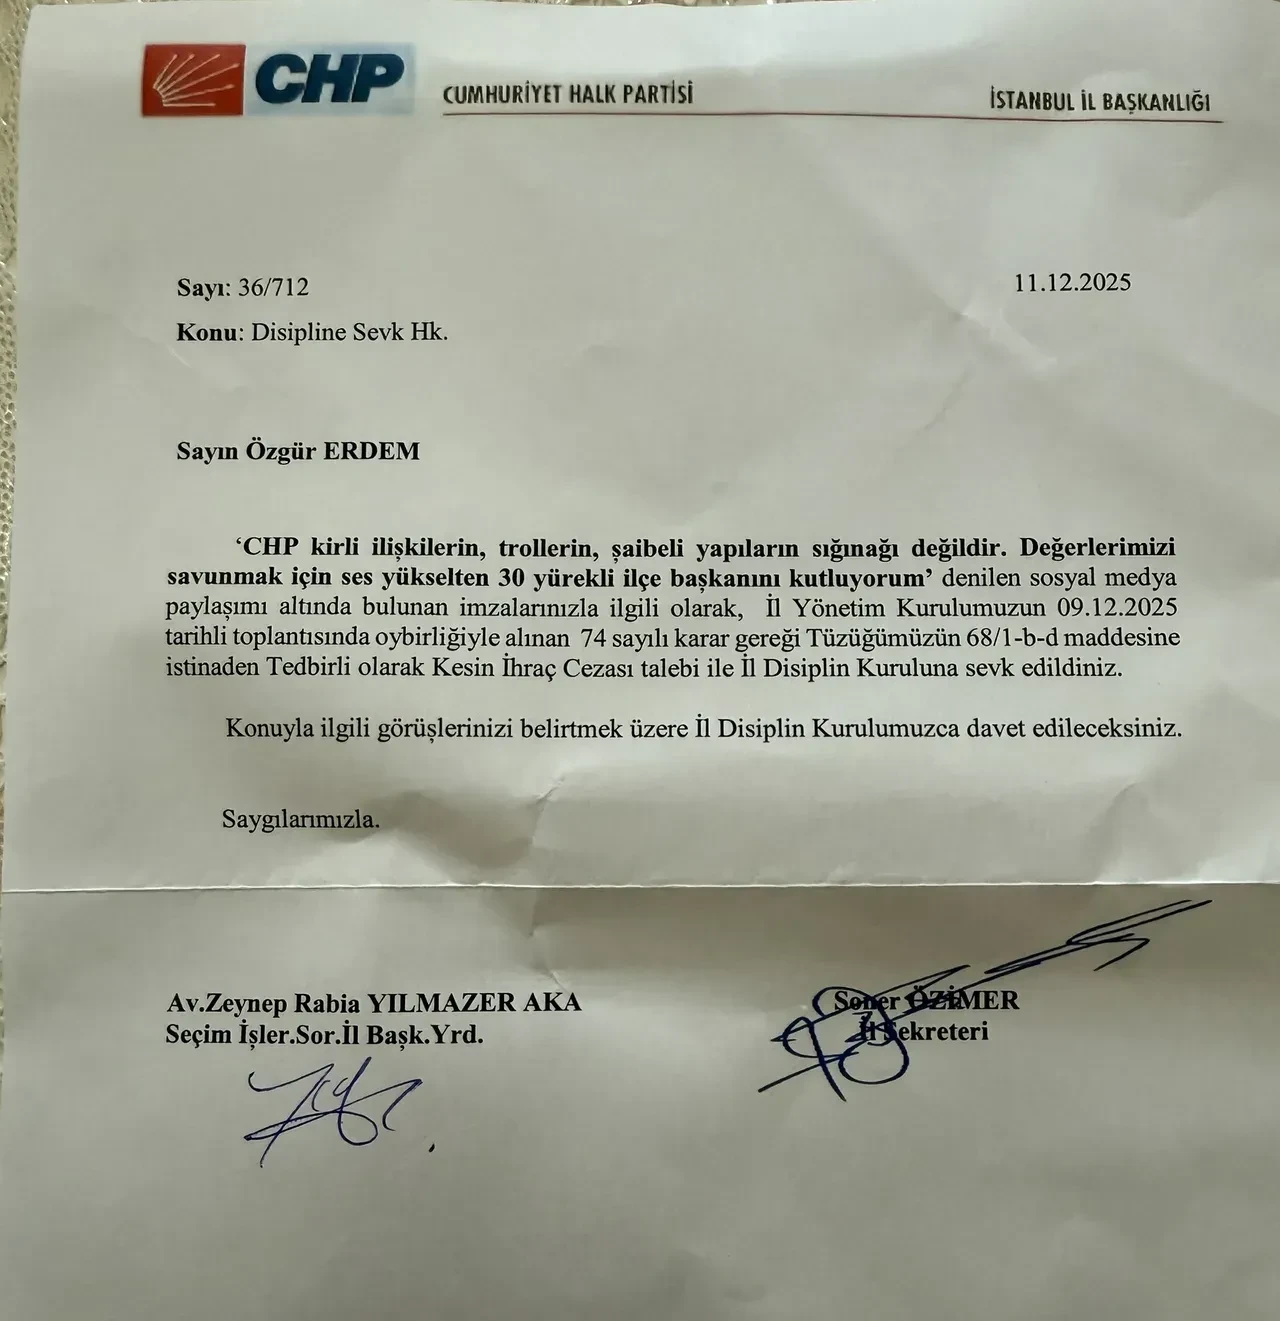 CHP CUMHURİYET HALK PARTİSİ İSTANBUL İL BAŞKANLIĞI
Sayı: 36/712 11.12.2025
Konu: Disipline Sevk Hk.
Sayın Özgür ERDEM
‘CHP kirli ilişkilerin, trollerin, şaibeli yapıların sığınağı değildir. Değerlerimizi
savunmak için ses yükselten 30 yürekli ilçe başkanını kutluyorum’ denilen sosyal medya
paylaşımı altında bulunan imzalarınızla ilgili olarak, İl Yönetim Kurulumuzun 09.12.2025
tarihli toplantısında oybirliğiyle alınan 74 sayılı karar gereği Tüzüğümüzün 68/1-b-d maddesine
istinaden Tedbirli olarak Kesin İhraç Cezası talebi ile İl Disiplin Kuruluna sevk edildiniz.
Konuyla ilgili görüşlerinizi belirtmek üzere İl Disiplin Kurulumuzca davet edileceksiniz.
Saygılarımızla.
Av.Zeynep Rabia YILMAZER AKA Soner ÖZİMER
Seçim İşler.Sor.İl Başk.Yrd. İl Sekreteri